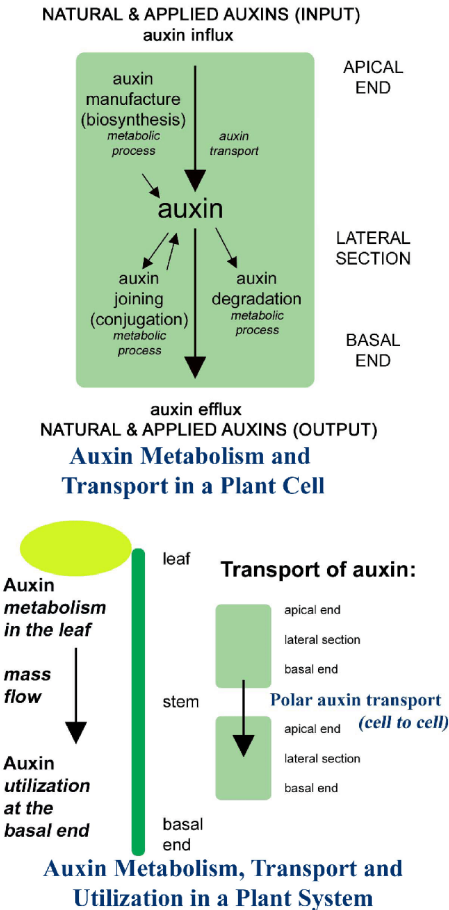 NATURAL & APPLIED AUXINS (INPUT)
auxin influx
APICAL
END
auxin
manufacture
(biosynthesis)
metabolic
process
auxin
transport
auxin
LATERAL
SECTION
auxin
joining
(conjugation)
metabolic
process
auxin
degradation
metabolic
process
BASAL
END
auxin efflux
NATURAL & APPLIED AUXINS (OUTPUT)
Auxin Metabolism and
Transport in a Plant Cell
leaf
Auxin
metabolism
in the leaf
mass
flow
stem
Auxin
utilization
at the
basal end
basal
end
Transport of auxin:
apical end
lateral section
basal end
Polar auxin transport
(cell to cell)
apical end
lateral section
basal end
Auxin Metabolism, Transport and
Utilization in a Plant System